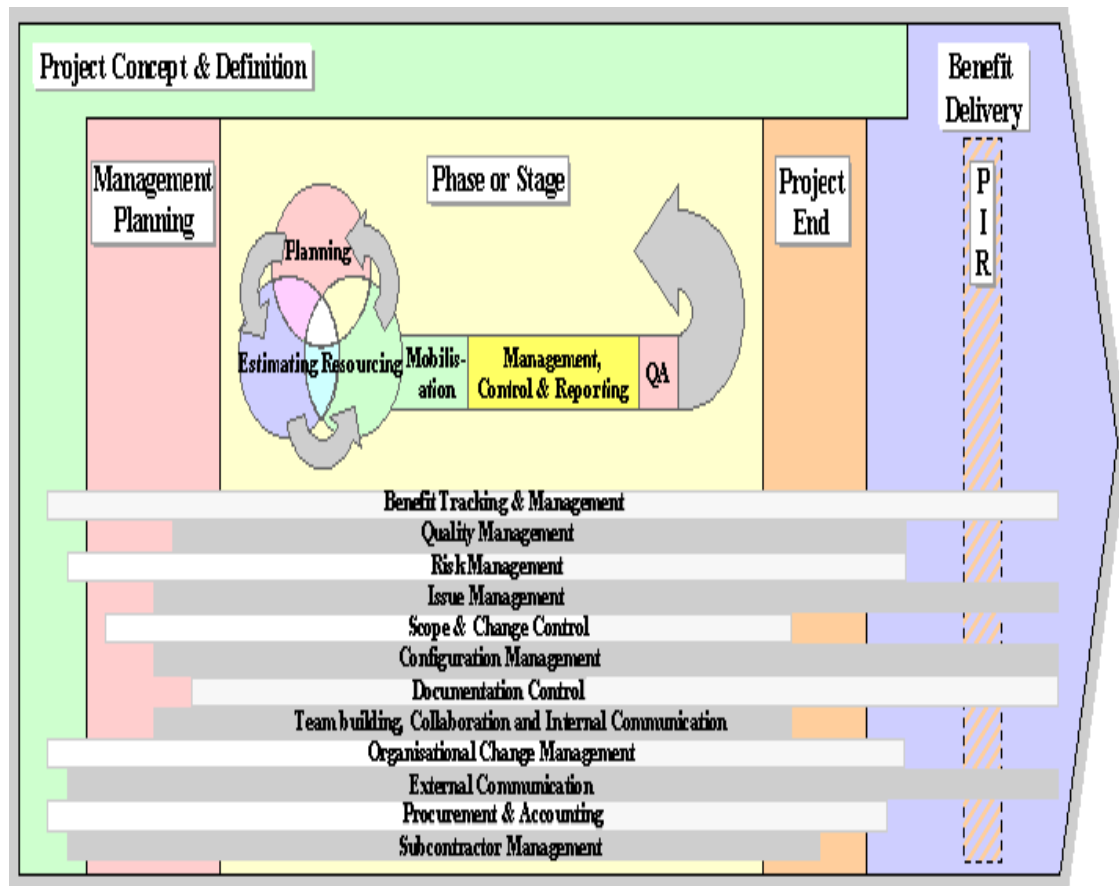 Project Concept & Definition
Benefit
Delivery
Management
Planning
Phase or Stage
Project
End
P
I
R
Planning
Estimating
Resourcing
Mobilis-
ation
Management,
Control & Reporting
QA
Benefit Tracking & Management
Quality Management
Risk Management
Issue Management
Scope & Change Control
Configuration Management
Documentation Control
Team building, Collaboration and Internal Communication
Organisational Change Management
External Communication
Procurement & Accounting
Subcontractor Management